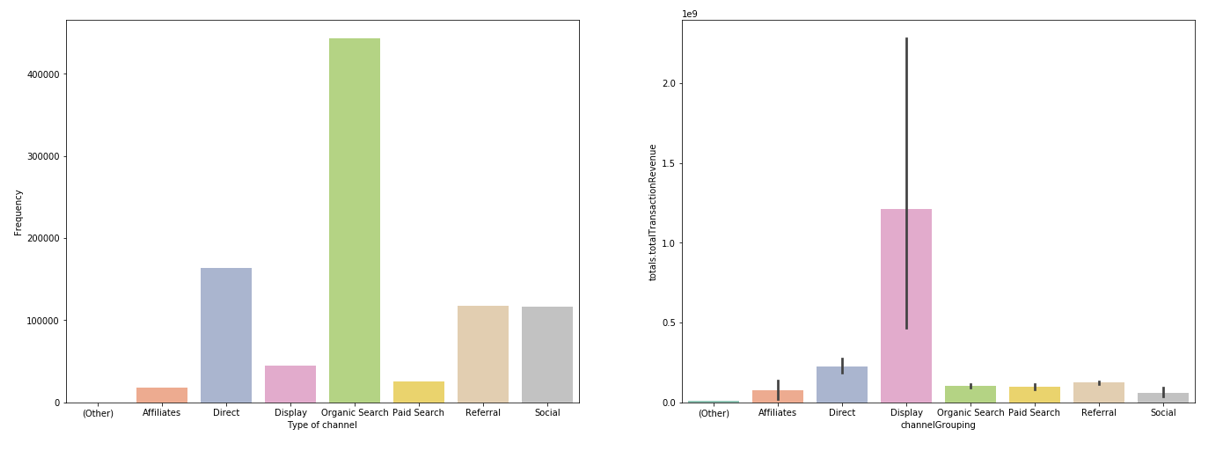 400000
300000
200000
100000
0
Frequency
(Other) Affiliates Direct Display Organic Search Paid Search Referral Social
Type of channel
1e9
2.0
1.5
1.0
0.5
0.0
totals.totalTransactionRevenue
(Other) Affiliates Direct Display Organic Search Paid Search Referral Social
channelGrouping